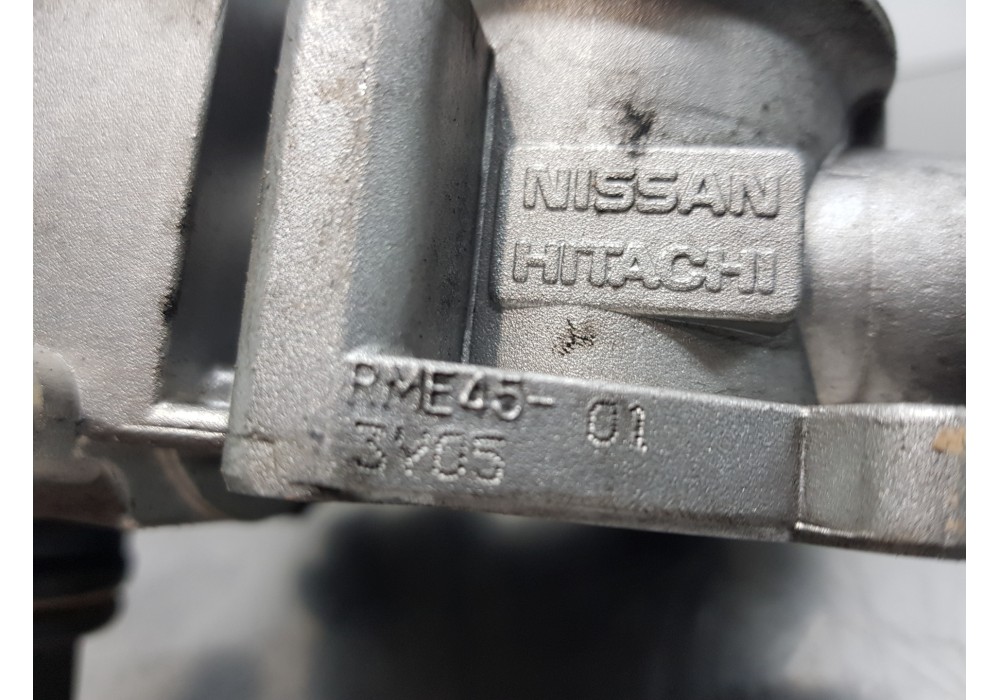 NISSAN
HITACHI
RME45- 01
3Y05